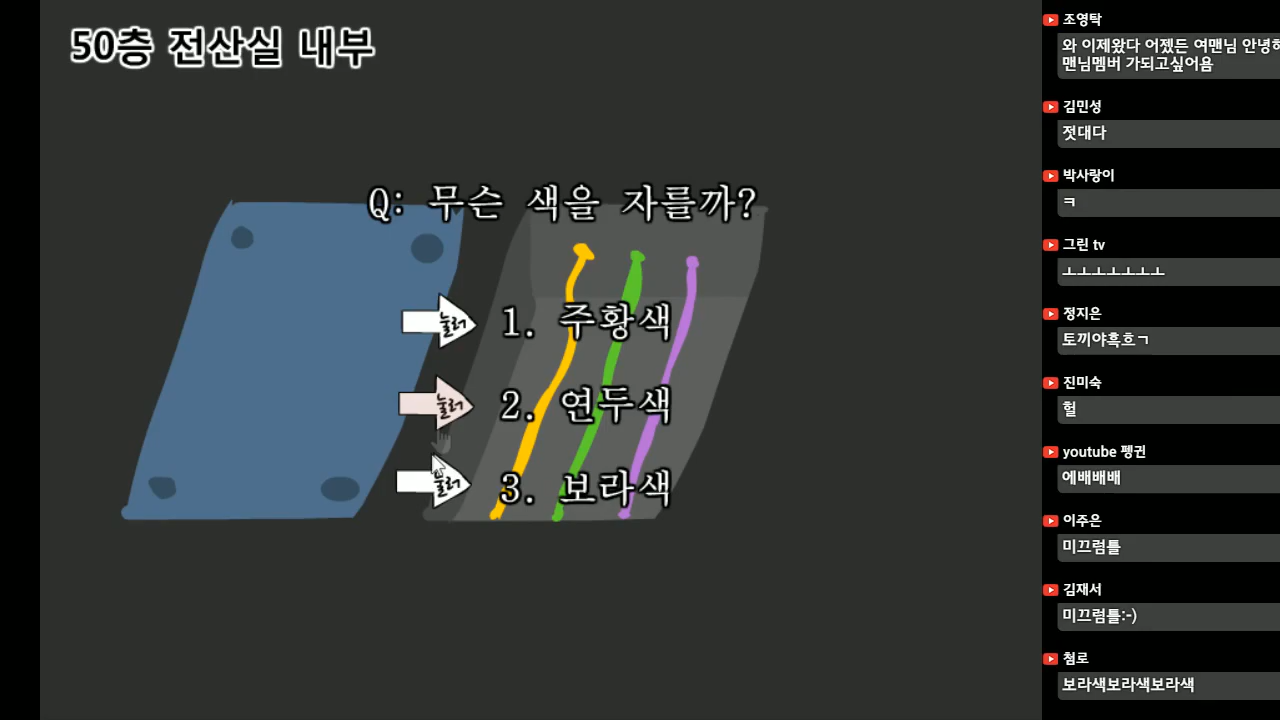 50층 전산실 내부
Q: 무슨 색을 자를까?
눌러
1. 주황색
눌러
2. 연두색
눌러
3. 보라색
조영탁
와 이제왔다 어쨌든 여맨님 안녕하
맨님멤버 가되고싶어욤
김민성
젓대다
박사랑이
ㅋ
그린 tv
ㅗㅗㅗㅗㅗㅗㅗ
정지은
토끼야흑흐ㄱ
진미숙
헐
youtube 펭귄
에배배배
이주은
미끄럼틀
김재서
미끄럼틀:-)
첨로
보라색보라색보라색